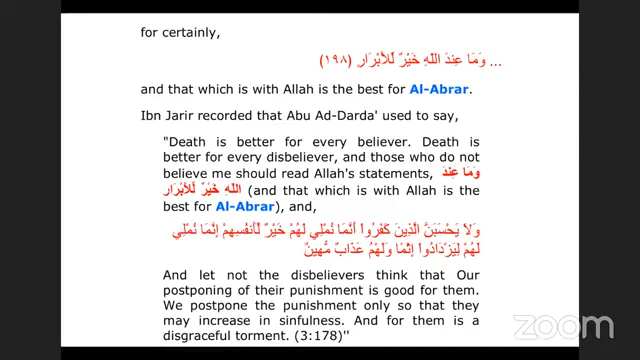 for certainly,
... وَمَا عِندَ اللّهِ خَيْرٌ لِّلأَبْرَارِ (١٩٨)
and that which is with Allah is the best for Al-Abrar.
Ibn Jarir recorded that Abu Ad-Darda' used to say,
"Death is better for every believer. Death is
better for every disbeliever, and those who do not
believe me should read Allah's statements, وَمَا عِندَ
اللّهِ خَيْرٌ لِّلأَبْرَارِ (and that which is with Allah is the
best for Al-Abrar), and,
وَلاَ يَحْسَبَنَّ الَّذِينَ كَفَرُواْ أَنَّمَا نُمْلِي لَهُمْ خَيْرٌ لِّأَنفُسِهِمْ إِنَّمَا نُمْلِي
لَهُمْ لِيَزْدَادُواْ إِثْمًا وَلَهْمُ عَذَابٌ مُّهِينٌ
And let not the disbelievers think that Our
postponing of their punishment is good for them.
We postpone the punishment only so that they
may increase in sinfulness. And for them is a
disgraceful torment. (3:178)''
zoom